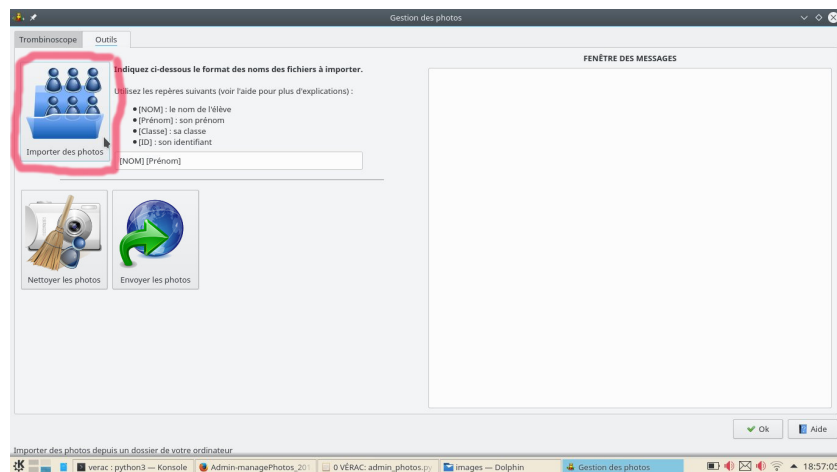 Gestion des photos
Trombinoscope Outils
Indiquez ci-dessous le format des noms des fichiers à importer.
Utilisez les repères suivants (voir l'aide pour plus d'explications) :
[NOM] : le nom de l'élève
[Prénom] : son prénom
[Classe] : sa classe
[ID] : son identifiant
Importer des photos
[NOM] [Prénom]
Nettoyer les photos
Envoyer les photos
FENÊTRE DES MESSAGES
Ok
Aide
Importer des photos depuis un dossier de votre ordinateur
verac : python3 — Konsole
Admin-managePhotos_201
0 VÉRAC: admin_photos.py
images — Dolphin
Gestion des photos
18:57:05